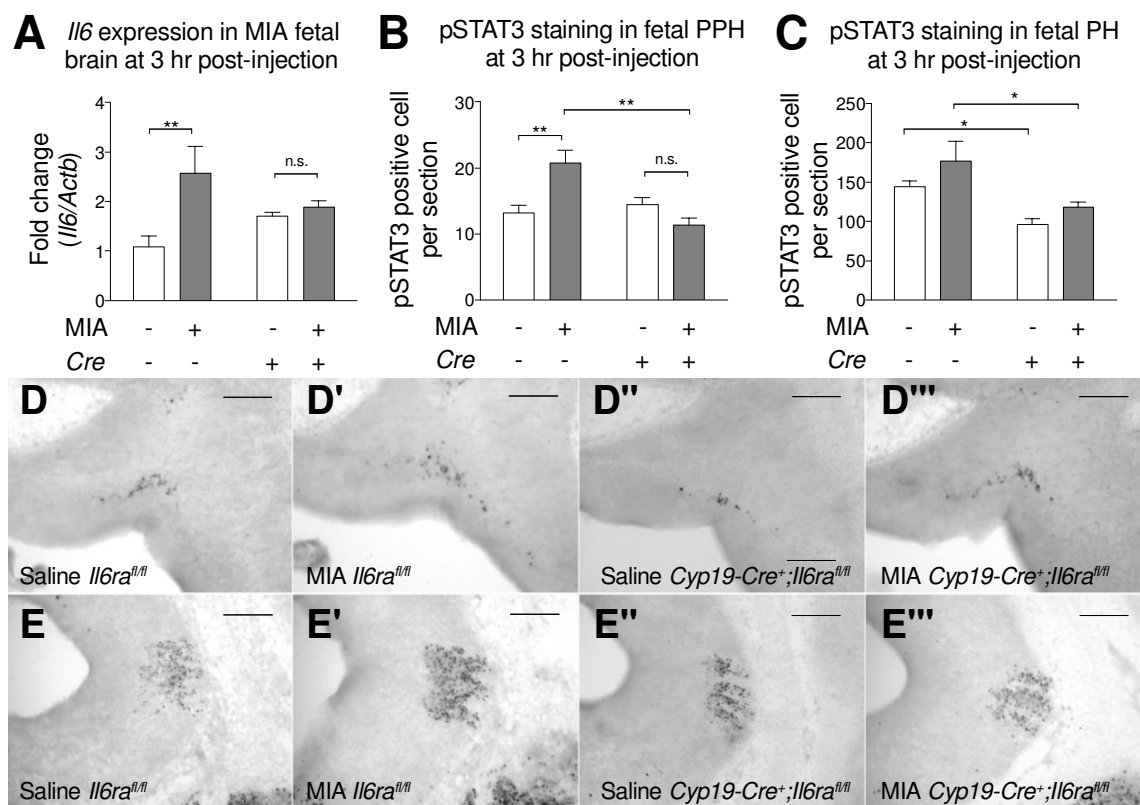 A
Il6 expression in MIA fetal
brain at 3 hr post-injection
Fold change
(Il6/Actb)
4
3
2
1
0
**
n.s.
MIA - + - +
Cre - - + +
B
pSTAT3 staining in fetal PPH
at 3 hr post-injection
pSTAT3 positive cell
per section
30
20
10
0
**
**
n.s.
- + - +
- - + +
C
pSTAT3 staining in fetal PH
at 3 hr post-injection
pSTAT3 positive cell
per section
250
200
150
100
50
0
*
*
- + - +
- - + +
D
Saline Il6ra^fl/fl
D'
MIA Il6ra^fl/fl
D''
Saline Cyp19-Cre⁺;Il6ra^fl/fl
D'''
MIA Cyp19-Cre⁺;Il6ra^fl/fl
E
Saline Il6ra^fl/fl
E'
MIA Il6ra^fl/fl
E''
Saline Cyp19-Cre⁺;Il6ra^fl/fl
E'''
MIA Cyp19-Cre⁺;Il6ra^fl/fl